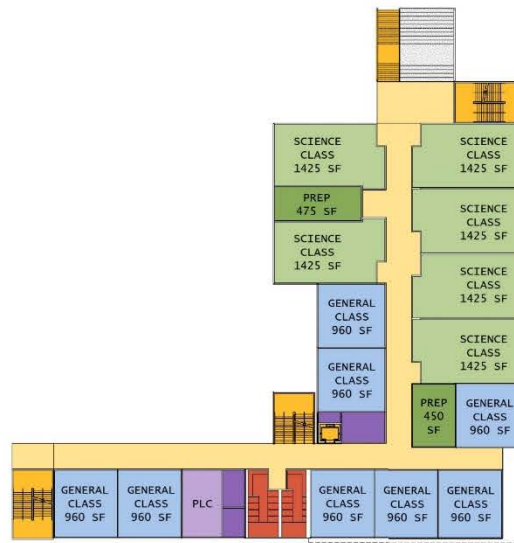 SCIENCE
CLASS
1425 SF
SCIENCE
CLASS
1425 SF
PREP
475 SF
SCIENCE
CLASS
1425 SF
SCIENCE
CLASS
1425 SF
SCIENCE
CLASS
1425 SF
GENERAL
CLASS
960 SF
SCIENCE
CLASS
1425 SF
GENERAL
CLASS
960 SF
PREP
450
SF
GENERAL
CLASS
960 SF
GENERAL
CLASS
960 SF
GENERAL
CLASS
960 SF
PLC
GENERAL
CLASS
960 SF
GENERAL
CLASS
960 SF
GENERAL
CLASS
960 SF